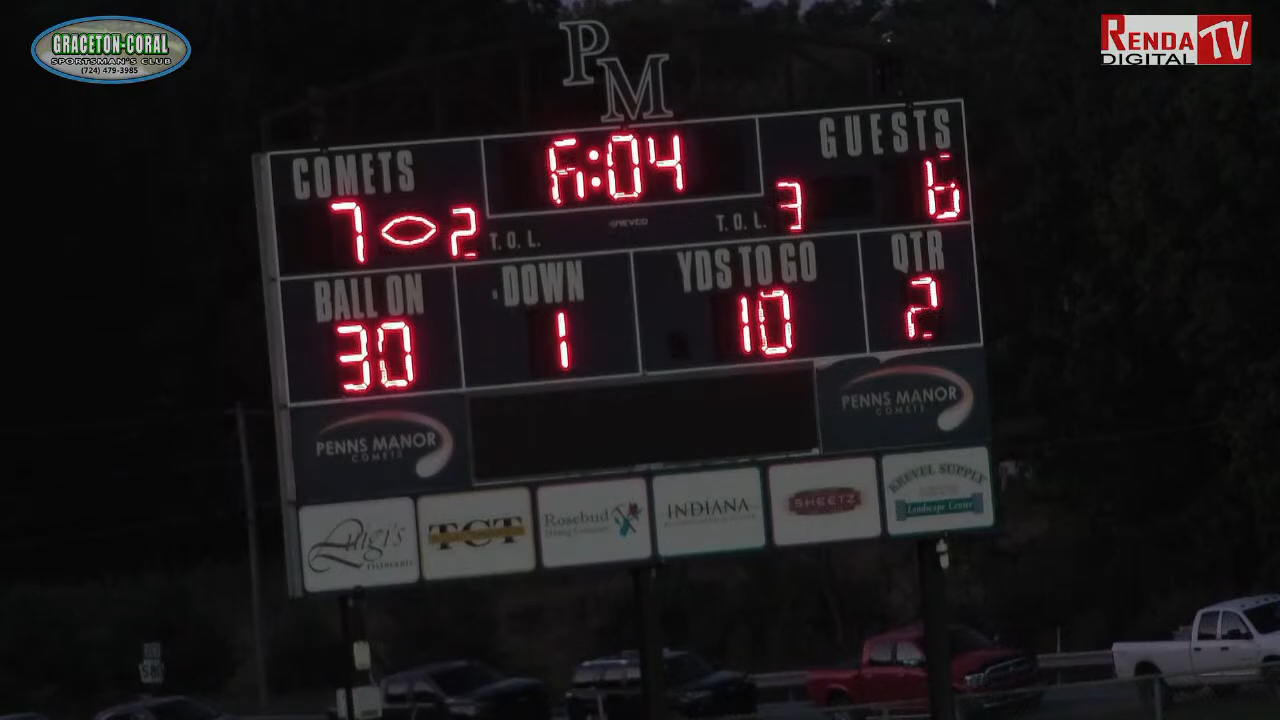 GRACETON-CORAL
SPORTSMAN'S CLUB
(724) 479-3985
RENDA TV
DIGITAL
PM
COMETS
GUESTS
:04
7 2
T.O.L.
T.O.L. 3
6
BALL ON
DOWN
YDS TO GO
QTR
30
1
10
2
PENNS MANOR
COMETS
PENNS MANOR
COMETS
Luigi's
TCT
Rosebud
INDIANA
SHEETZ
KREVEL SUPPLY
Landscape Center